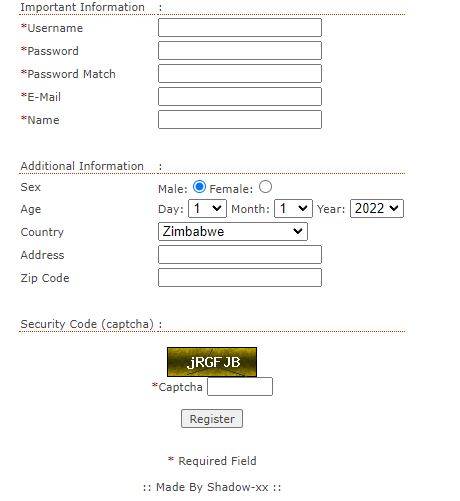 Important Information :
*Username
*Password
*Password Match
*E-Mail
*Name
Additional Information :
Sex Male: Female:
Age Day: 1 Month: 1 Year: 2022
Country Zimbabwe
Address
Zip Code
Security Code (captcha) :
jRGFJB
*Captcha
Register
* Required Field
:: Made By Shadow-xx ::